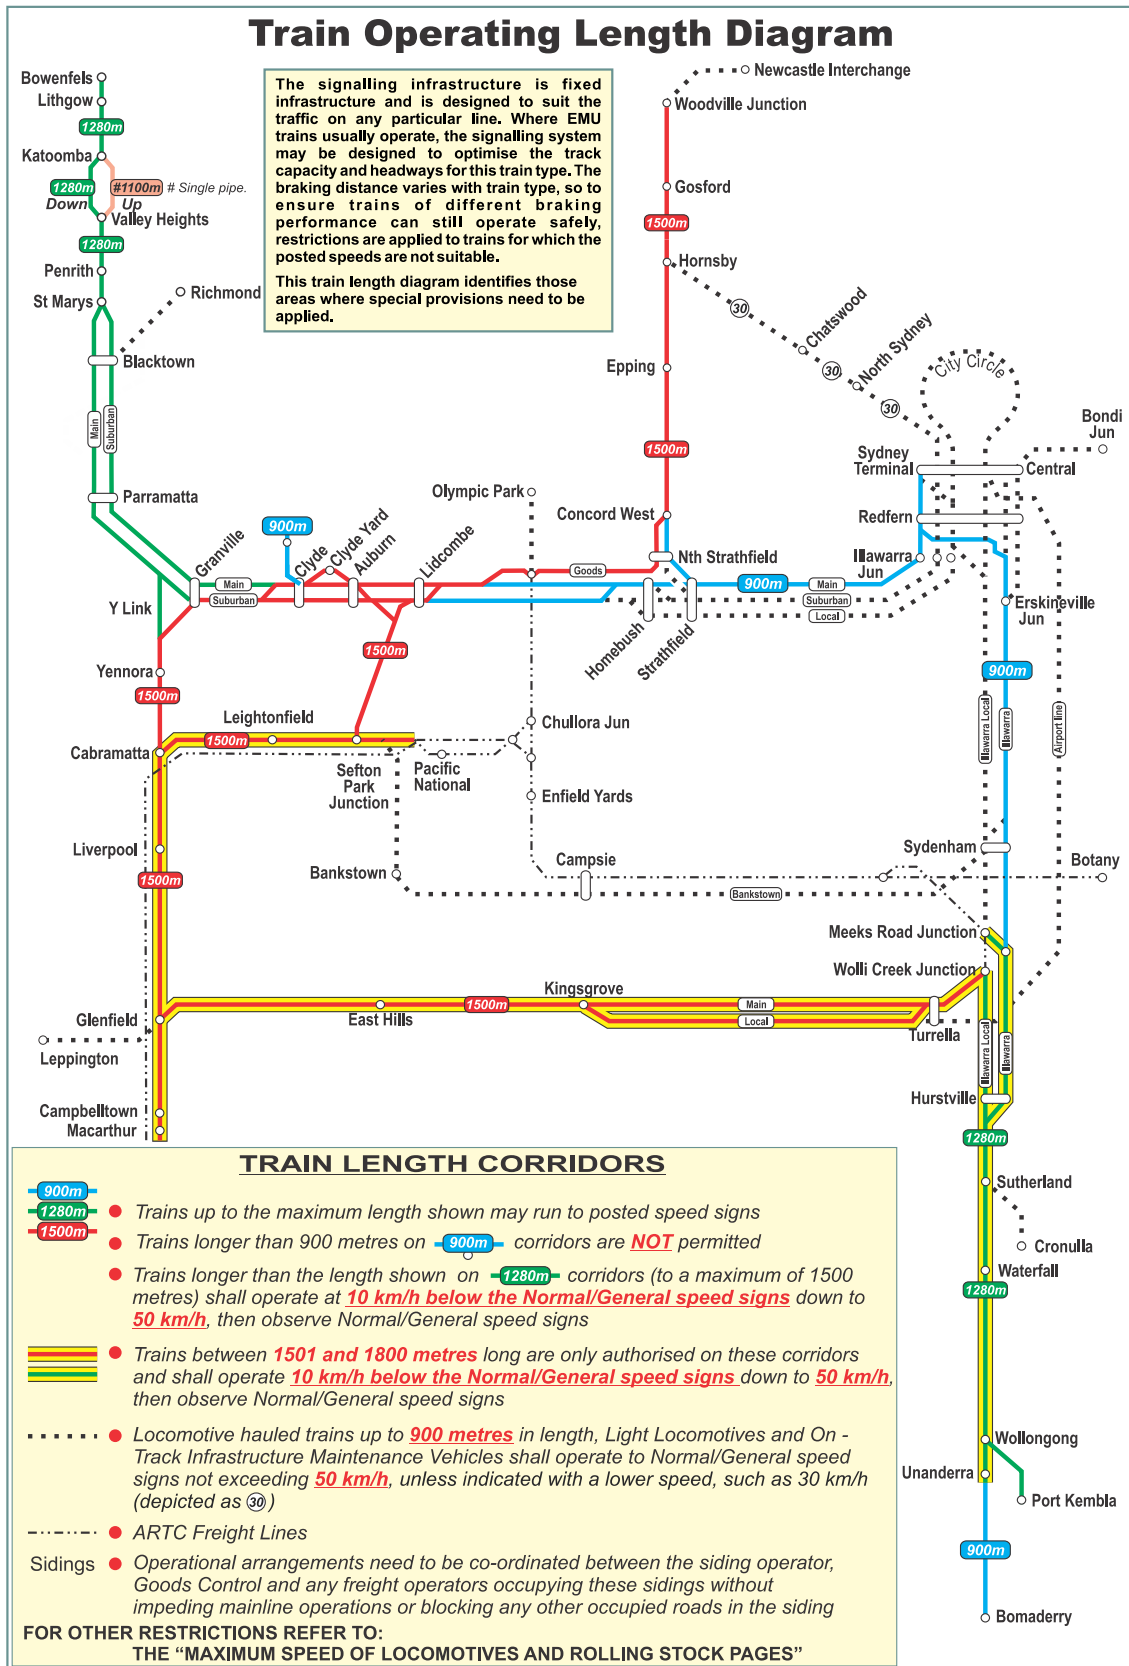 Train Operating Length Diagram
Bowenfels
Lithgow
1280m
Katoomba
1280m
#1100m
# Single pipe.
Down
Up
Valley Heights
1280m
Penrith
St Marys
Richmond
Blacktown
Main
Suburban
Parramatta
The signalling infrastructure is fixed
infrastructure and is designed to suit the
traffic on any particular line. Where EMU
trains usually operate, the signalling system
may be designed to optimise the track
capacity and headways for this train type. The
braking distance varies with train type, so to
ensure trains of different braking
performance can still operate safely,
restrictions are applied to trains for which the
posted speeds are not suitable.
This train length diagram identifies those
areas where special provisions need to be
applied.
Newcastle Interchange
Woodville Junction
Gosford
1500m
Hornsby
30
Chatswood
30
North Sydney
30
City Circle
Epping
1500m
Bondi
Jun
Sydney
Terminal
Central
Olympic Park
Concord West
Redfern
900m
Granville
Clyde
Clyde Yard
Auburn
Lidcombe
Nth Strathfield
Illawarra
Jun
Goods
Main
Suburban
900m
Main
Suburban
Local
Y Link
Erskineville
Jun
Homebush
Strathfield
1500m
Yennora
1500m
900m
Leightonfield
1500m
Chullora Jun
Illawarra Local
Illawarra
Airport line
Cabramatta
Sefton
Park
Junction
Pacific
National
Enfield Yards
Liverpool
Sydenham
Bankstown
Campsie
Botany
1500m
Bankstown
Meeks Road Junction
Wolli Creek Junction
Kingsgrove
1500m
Main
Glenfield
East Hills
Local
Turrella
Leppington
Illawarra Local
Illawarra
Hurstville
Campbelltown
Macarthur
1280m
Sutherland
Cronulla
Waterfall
1280m
Wollongong
Unanderra
Port Kembla
900m
Bomaderry
TRAIN LENGTH CORRIDORS
900m
1280m
Trains up to the maximum length shown may run to posted speed signs
1500m
Trains longer than 900 metres on 900m corridors are NOT permitted
Trains longer than the length shown on 1280m corridors (to a maximum of 1500
metres) shall operate at 10 km/h below the Normal/General speed signs down to
50 km/h, then observe Normal/General speed signs
Trains between 1501 and 1800 metres long are only authorised on these corridors
and shall operate 10 km/h below the Normal/General speed signs down to 50 km/h,
then observe Normal/General speed signs
Locomotive hauled trains up to 900 metres in length, Light Locomotives and On -
Track Infrastructure Maintenance Vehicles shall operate to Normal/General speed
signs not exceeding 50 km/h, unless indicated with a lower speed, such as 30 km/h
(depicted as 30)
ARTC Freight Lines
Sidings Operational arrangements need to be co-ordinated between the siding operator,
Goods Control and any freight operators occupying these sidings without
impeding mainline operations or blocking any other occupied roads in the siding
FOR OTHER RESTRICTIONS REFER TO:
THE “MAXIMUM SPEED OF LOCOMOTIVES AND ROLLING STOCK PAGES”